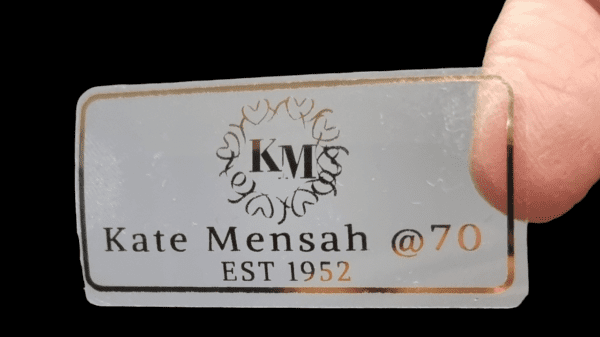 KM
Kate Mensah @70
EST 1952